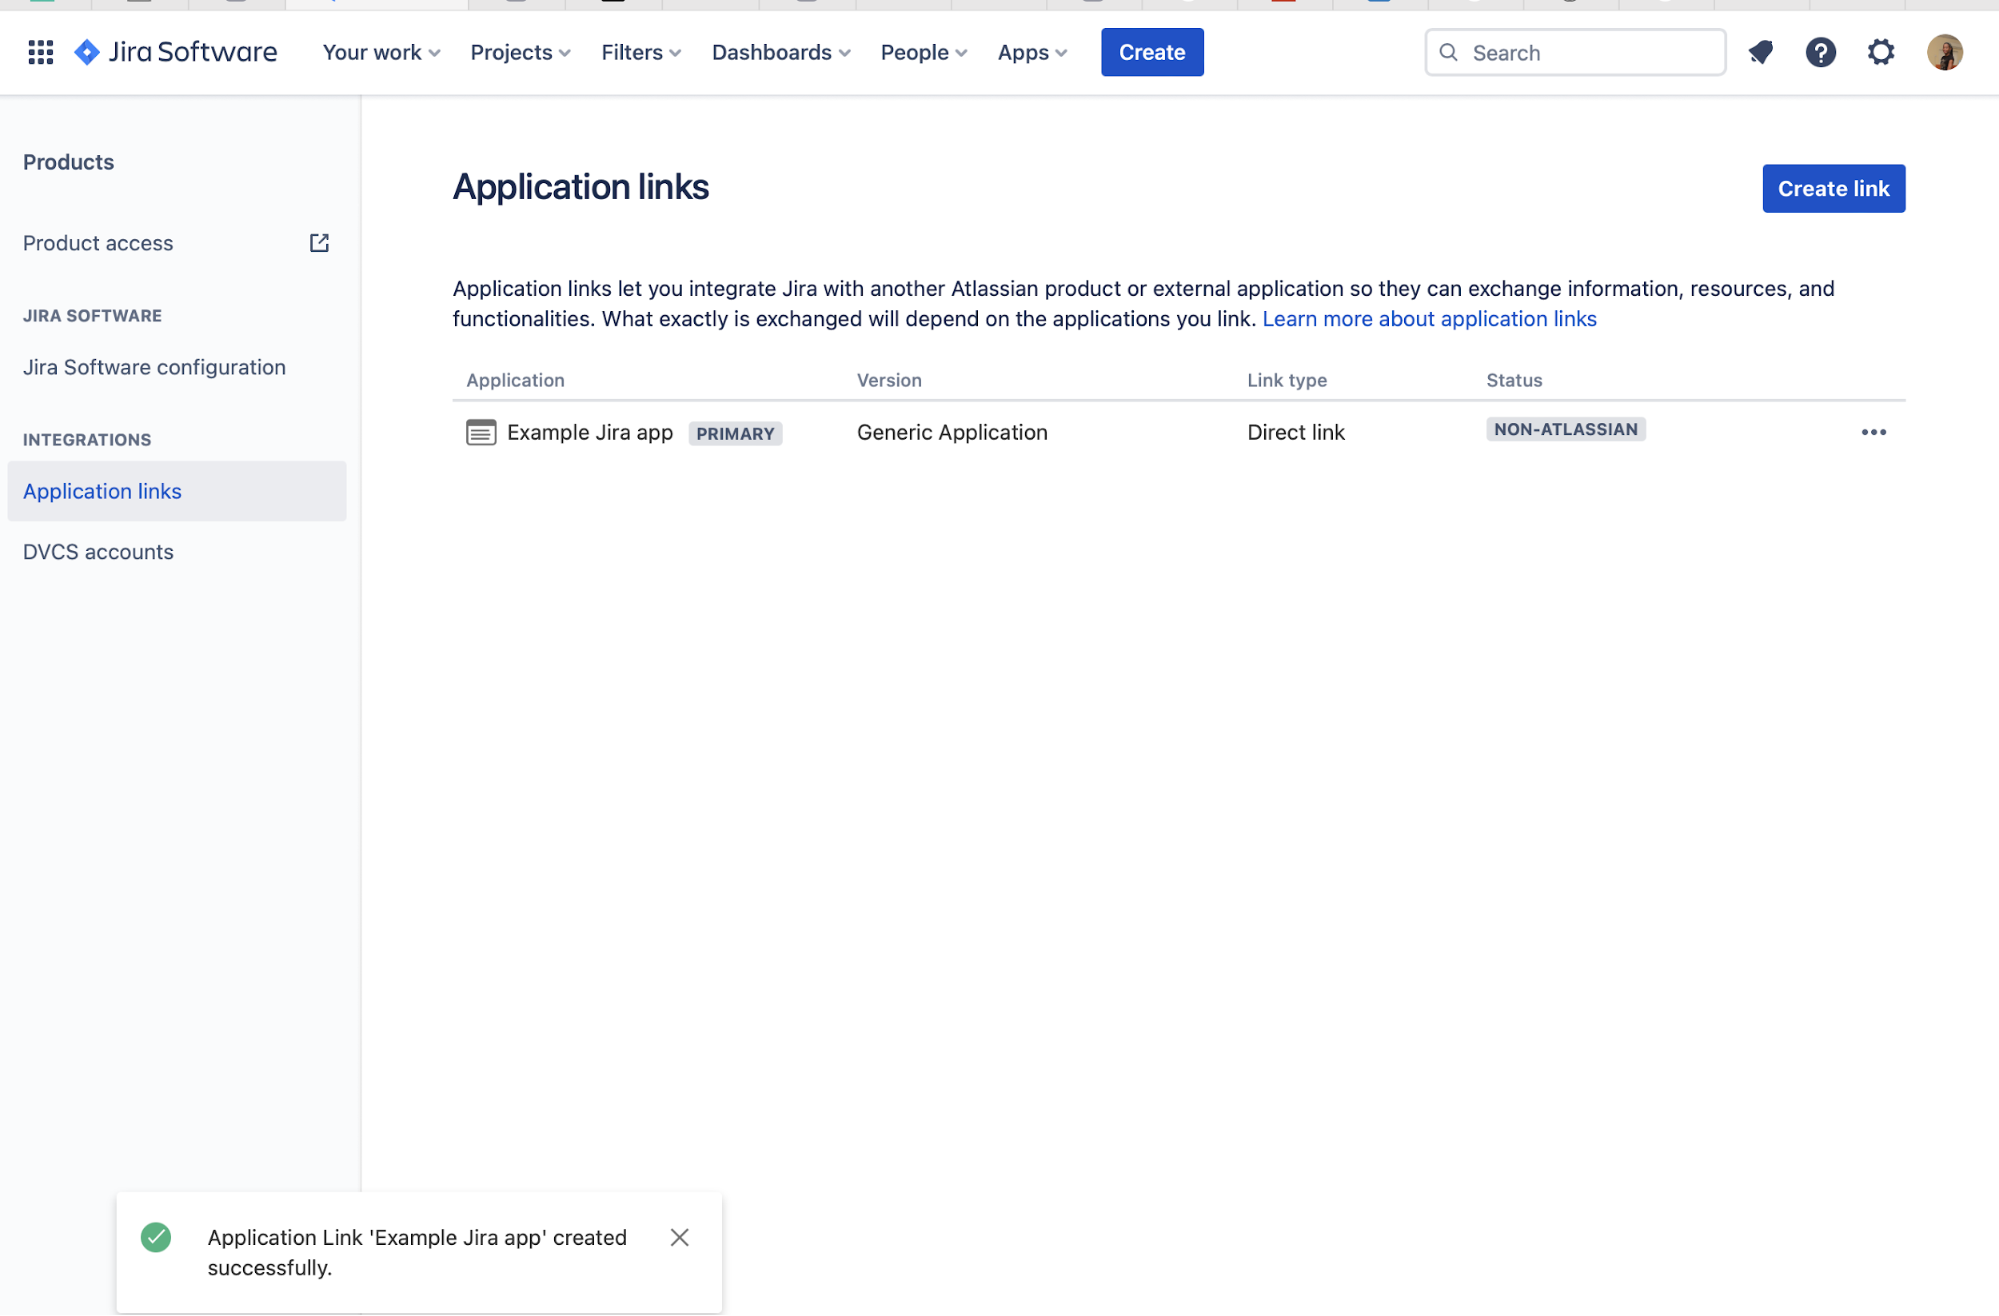 Jira Software Your work Projects Filters Dashboards People Apps Create Search
Products
Product access
JIRA SOFTWARE
Jira Software configuration
INTEGRATIONS
Application links
DVCS accounts
Application links
Create link
Application links let you integrate Jira with another Atlassian product or external application so they can exchange information, resources, and
functionalities. What exactly is exchanged will depend on the applications you link. Learn more about application links
Application Version Link type Status
Example Jira app PRIMARY Generic Application Direct link NON-ATLASSIAN
Application Link 'Example Jira app' created
successfully.